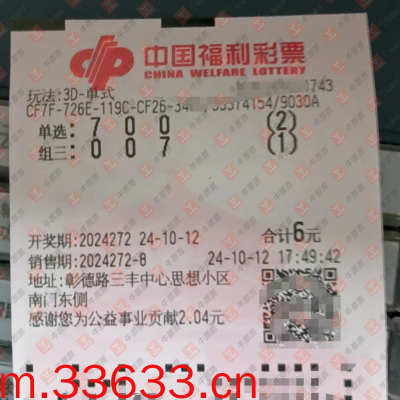 中国福利彩票
CHINA WELFARE LOTTERY
玩法:3D-单式 1743
CF7F-726E-119C-CF26- 4154/9030A
单选: 7 0 0 (2)
组三: 0 0 7 (1)
开奖期:2024272 24-10-12 合计6元
销售期:2024272-8 24-10-12 17:49:42
地址:彰德路三丰中心思想小区
南门东侧
感谢您为公益事业贡献2.04元
m.33633.cn